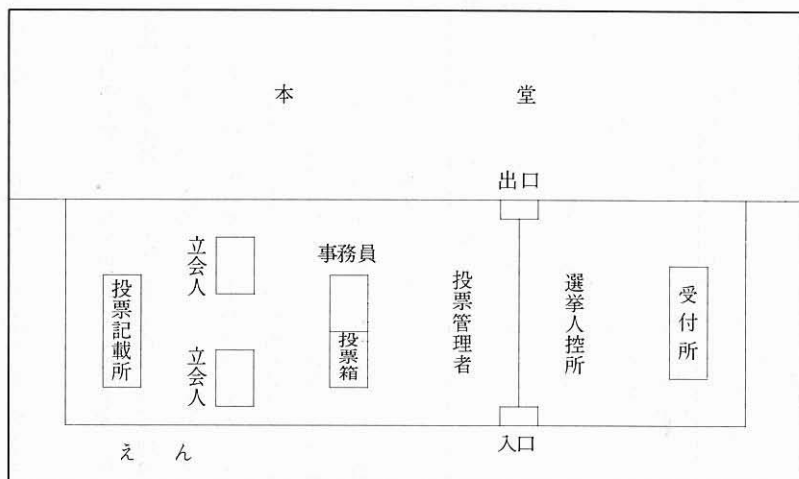 本堂
出口
受付所
選挙人控所
投票管理者
事務員
投票箱
立会人
立会人
投票記載所
入口
えん